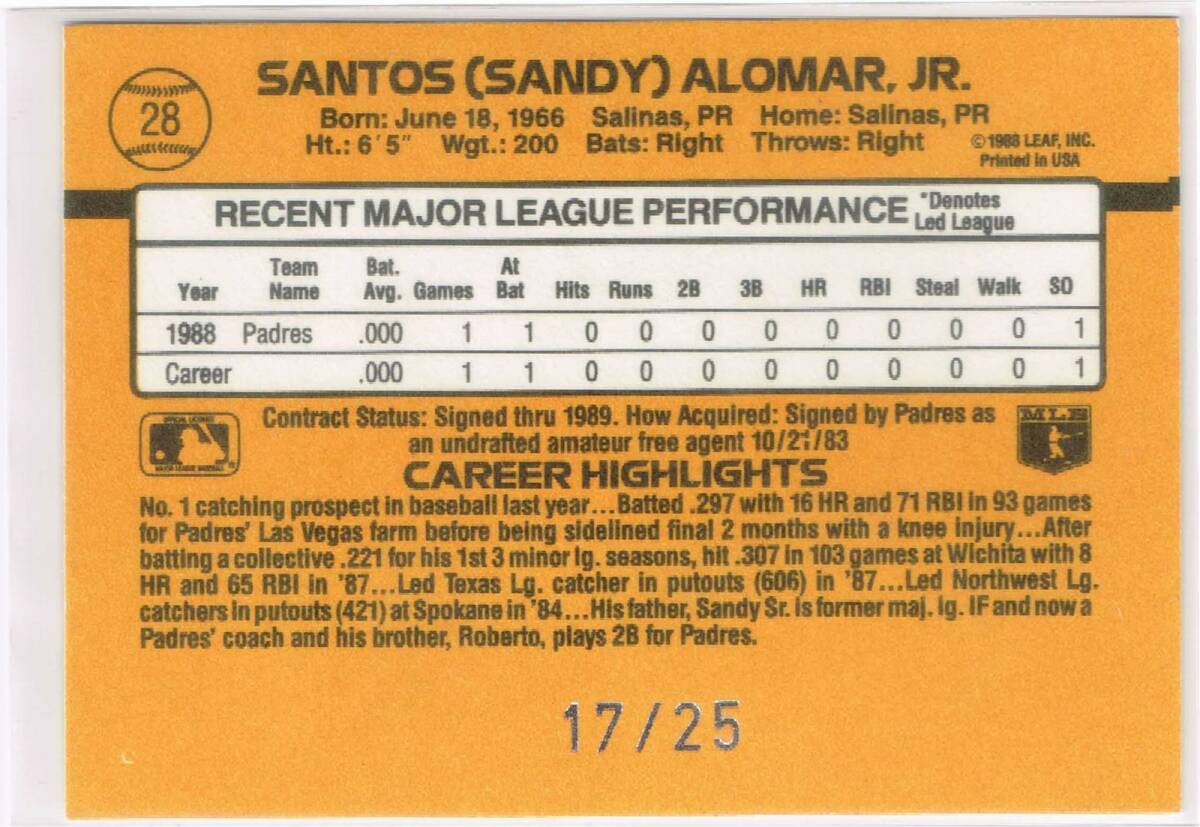 28
SANTOS (SANDY) ALOMAR, JR.
Born: June 18, 1966 Salinas, PR Home: Salinas, PR
Ht.: 6'5" Wgt.: 200 Bats: Right Throws: Right
©1988 LEAF, INC.
Printed in USA
RECENT MAJOR LEAGUE PERFORMANCE *Denotes Led League
Year Team Name Bat. Avg. Games At Bat Hits Runs 2B 3B HR RBI Steal Walk SO
1988 Padres .000 1 1 0 0 0 0 0 0 0 0 1
Career .000 1 1 0 0 0 0 0 0 0 0 1
Contract Status: Signed thru 1989. How Acquired: Signed by Padres as
an undrafted amateur free agent 10/21/83
MLB
MAJOR LEAGUE BASEBALL
CAREER HIGHLIGHTS
No. 1 catching prospect in baseball last year...Batted .297 with 16 HR and 71 RBI in 93 games
for Padres' Las Vegas farm before being sidelined final 2 months with a knee injury...After
batting a collective .221 for his 1st 3 minor lg. seasons, hit .307 in 103 games at Wichita with 8
HR and 65 RBI in '87...Led Texas Lg. catcher in putouts (606) in '87...Led Northwest Lg.
catchers in putouts (421) at Spokane in '84...His father, Sandy Sr. is former maj. lg. IF and now a
Padres' coach and his brother, Roberto, plays 2B for Padres.
17/25